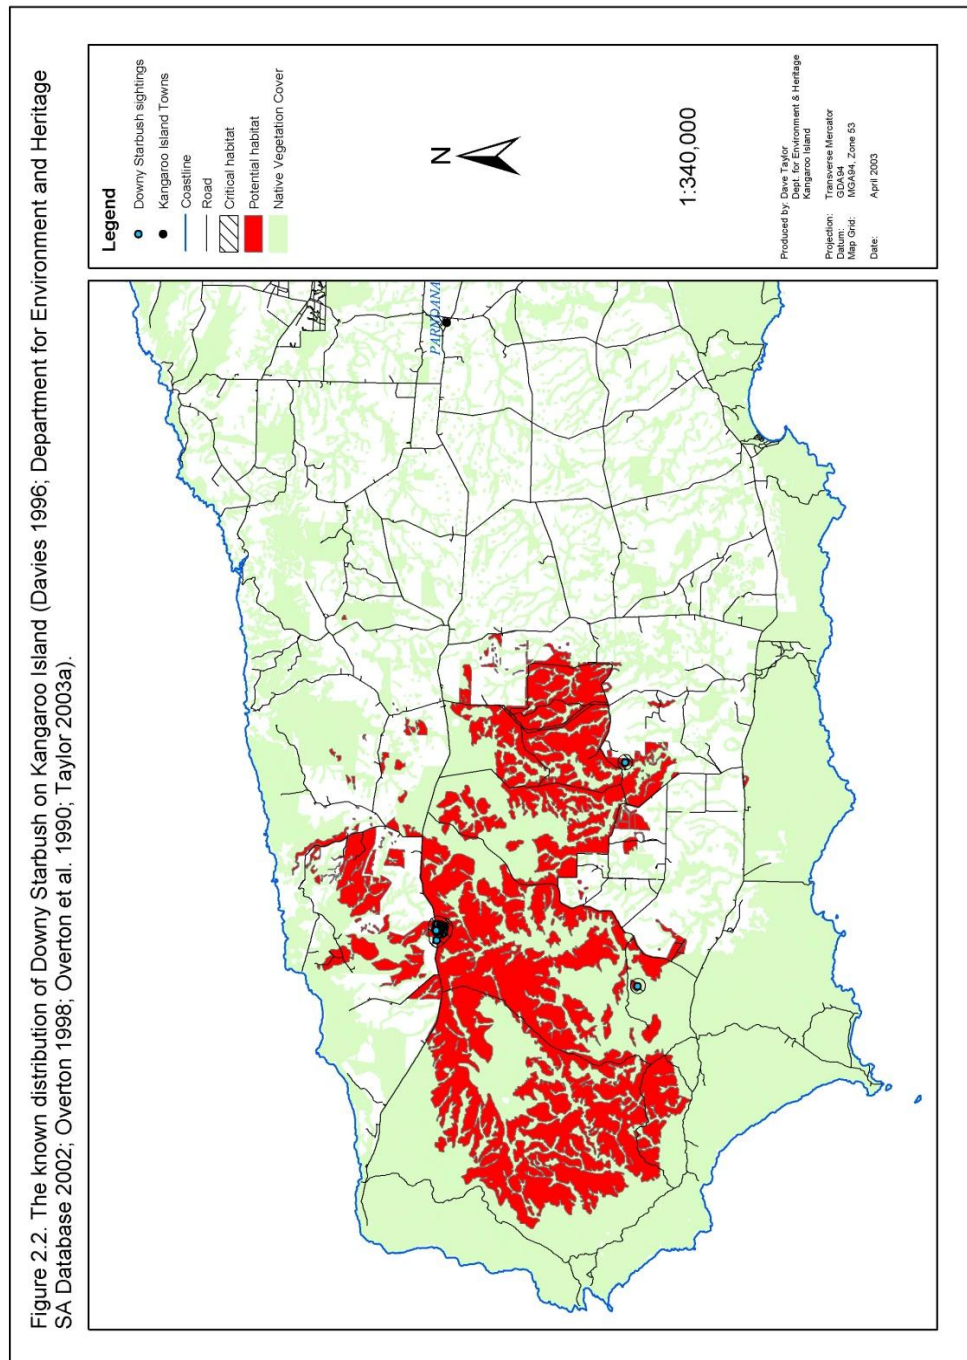 Figure 2.2. The known distribution of Downy Starbush on Kangaroo Island (Davies 1996; Department for Environment and Heritage
SA Database 2002; Overton 1998; Overton et al. 1990; Taylor 2003a).
PARNDANA
Legend
Downy Starbush sightings
Kangaroo Island Towns
Coastline
Road
Critical habitat
Potential habitat
Native Vegetation Cover
N
1:340,000
Produced by: Dave Taylor
Dept. for Environment & Heritage
Kangaroo Island
Projection: Transverse Mercator
Datum: GDA94
Map Grid: MGA94, Zone 53
Date: April 2003